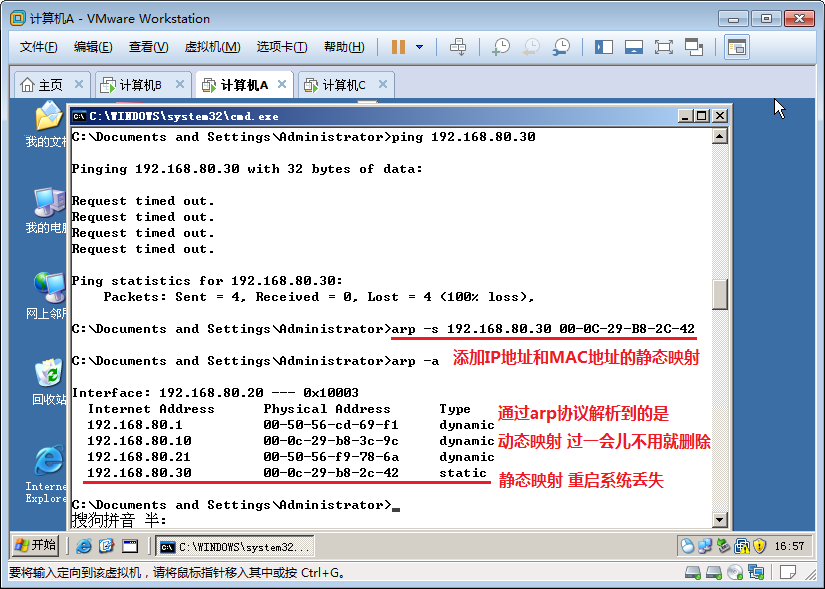 计算机A - VMware Workstation
文件(F) 编辑(E) 查看(V) 虚拟机(M) 选项卡(T) 帮助(H)
主页 计算机B 计算机A 计算机C
我的文档
我的电脑
网上邻居
回收站
Interne
Explore
C:\WINDOWS\system32\cmd.exe
C:\Documents and Settings\Administrator>ping 192.168.80.30
Pinging 192.168.80.30 with 32 bytes of data:
Request timed out.
Request timed out.
Request timed out.
Request timed out.
Ping statistics for 192.168.80.30:
Packets: Sent = 4, Received = 0, Lost = 4 (100% loss),
C:\Documents and Settings\Administrator>arp -s 192.168.80.30 00-0C-29-B8-2C-42
C:\Documents and Settings\Administrator>arp -a
添加IP地址和MAC地址的静态映射
Interface: 192.168.80.20 --- 0x10003
Internet Address Physical Address Type
192.168.80.1 00-50-56-cd-69-f1 dynamic
192.168.80.10 00-0c-29-b8-3c-9c dynamic
192.168.80.21 00-50-56-f9-78-6a dynamic
192.168.80.30 00-0c-29-b8-2c-42 static
通过arp协议解析到的是
动态映射 过一会儿不用就删除
静态映射 重启系统丢失
C:\Documents and Settings\Administrator>_
搜狗拼音 半:
开始 C:\WINDOWS\system32... 16:57
要将输入定向到该虚拟机，请将鼠标指针移入其中或按 Ctrl+G。